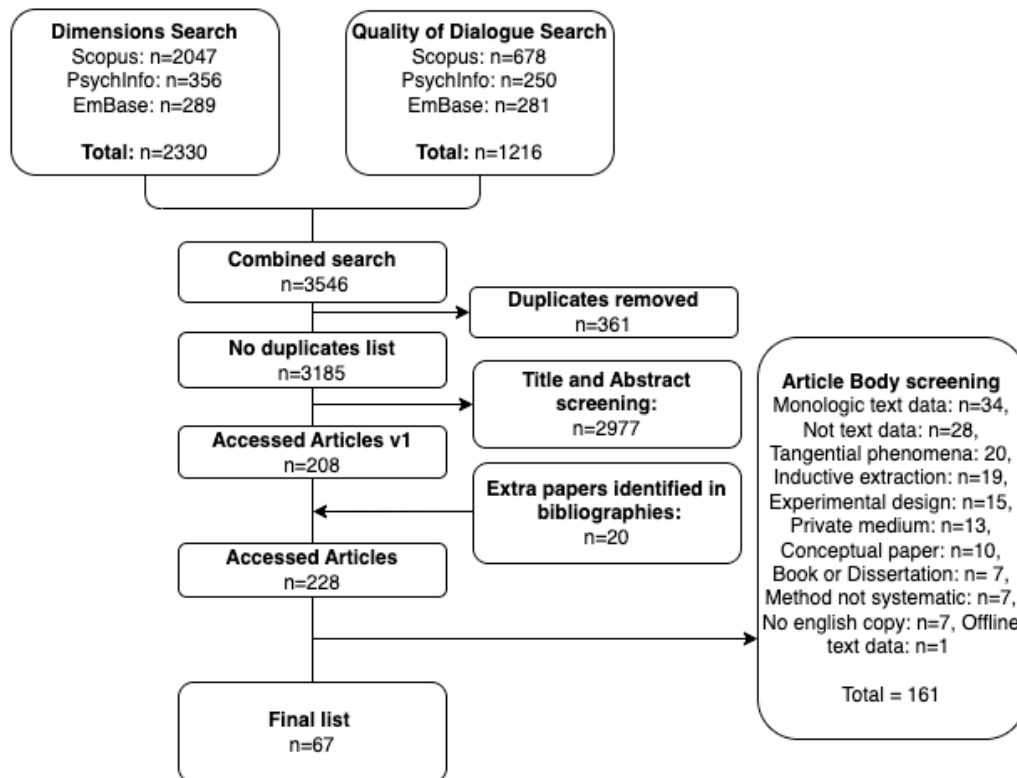 Dimensions Search
Scopus: n=2047
PsychInfo: n=356
EmBase: n=289
Total: n=2330
Quality of Dialogue Search
Scopus: n=678
PsychInfo: n=250
EmBase: n=281
Total: n=1216
Combined search
n=3546
Duplicates removed
n=361
No duplicates list
n=3185
Title and Abstract
screening:
n=2977
Accessed Articles v1
n=208
Extra papers identified in
bibliographies:
n=20
Accessed Articles
n=228
Article Body screening
Monologic text data: n=34,
Not text data: n=28,
Tangential phenomena: 20,
Inductive extraction: n=19,
Experimental design: n=15,
Private medium: n=13,
Conceptual paper: n=10,
Book or Dissertation: n= 7,
Method not systematic: n=7,
No english copy: n=7, Offline
text data: n=1
Total = 161
Final list
n=67